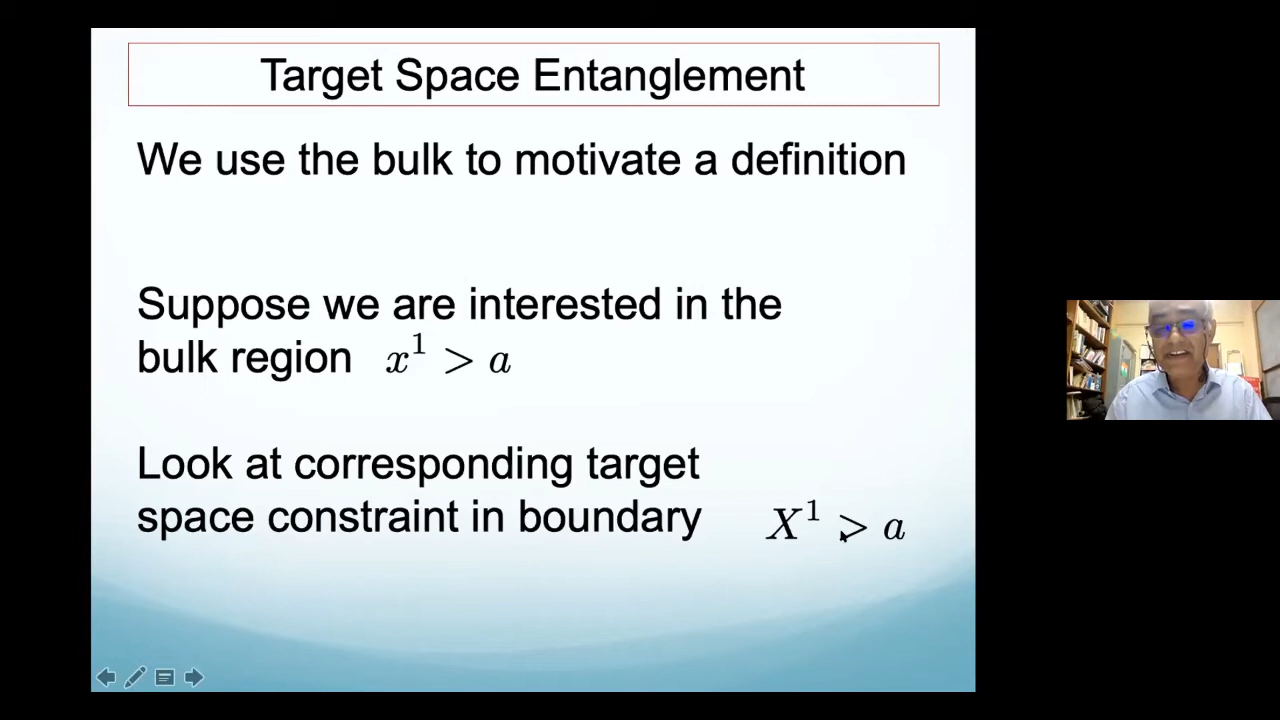 Target Space Entanglement
We use the bulk to motivate a definition
Suppose we are interested in the
bulk region x¹ > a
Look at corresponding target
space constraint in boundary X¹ > a